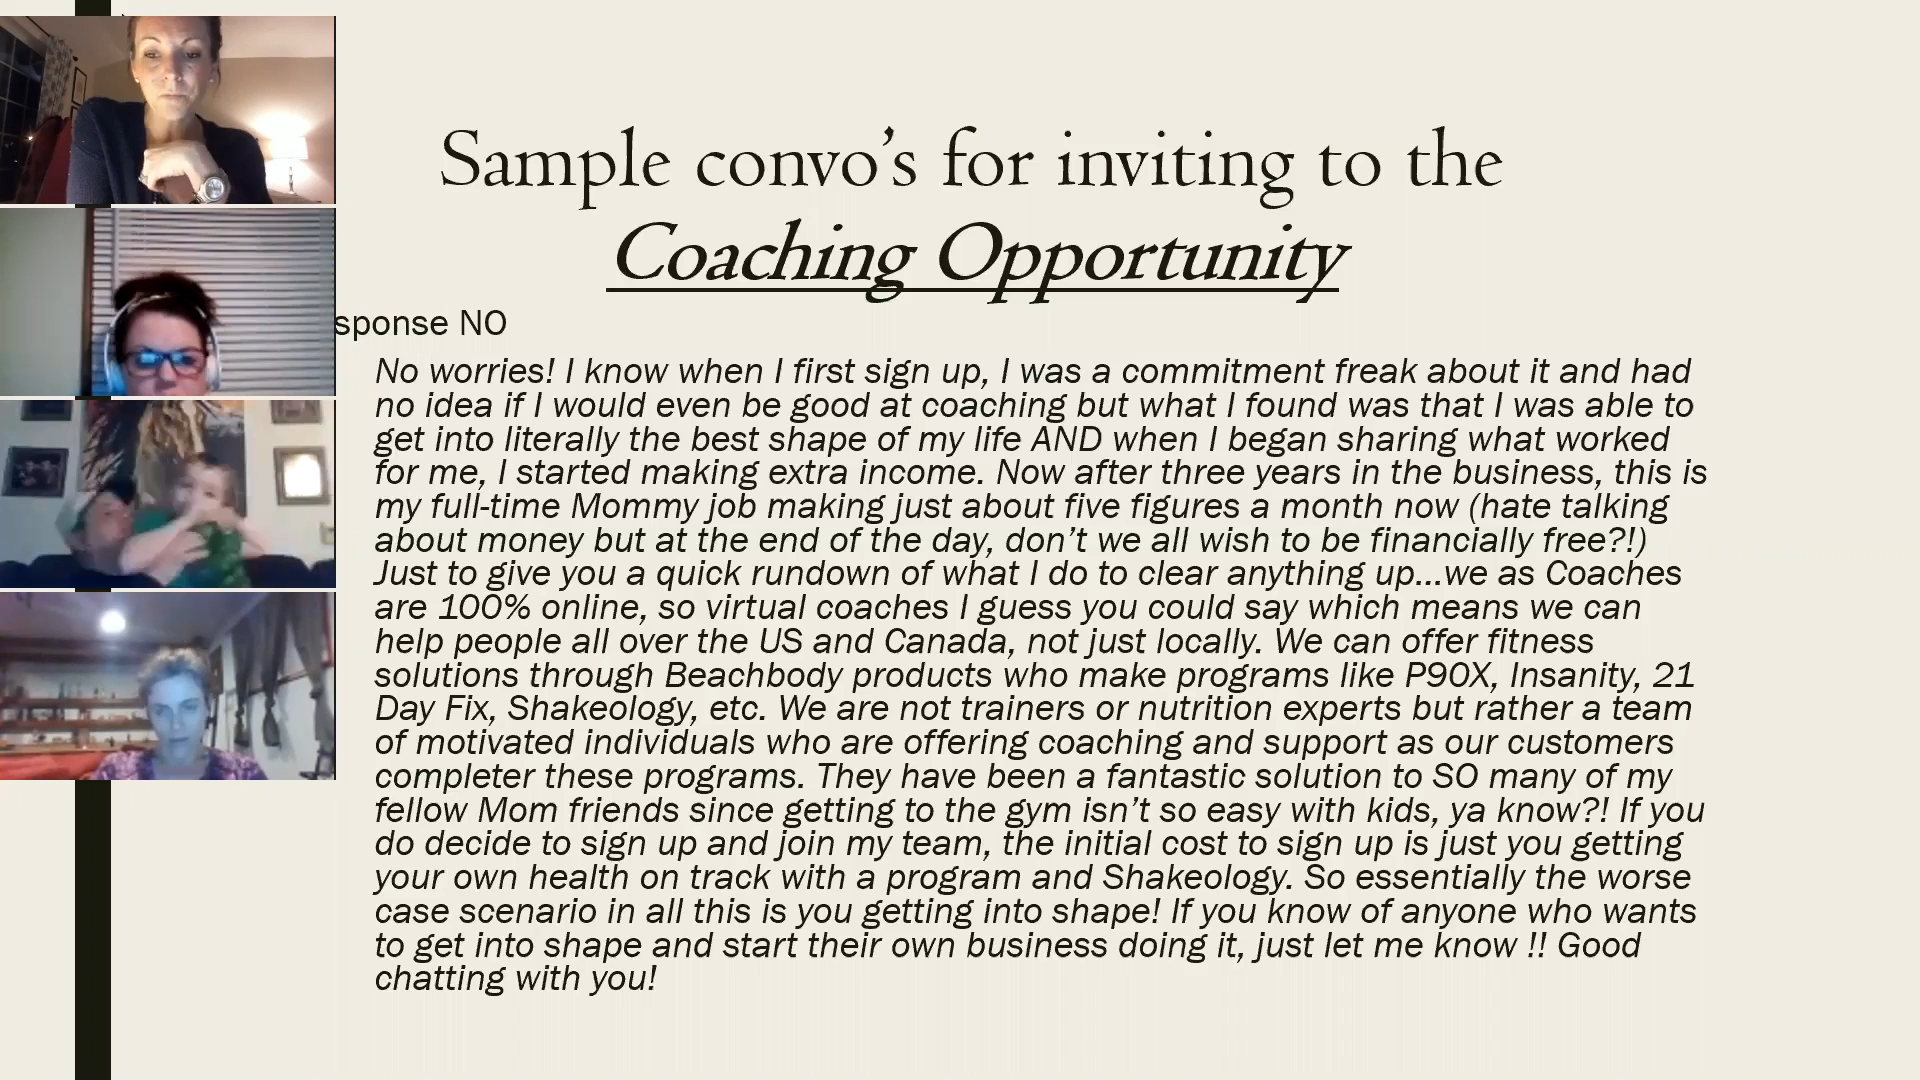 Sample convo’s for inviting to the
Coaching Opportunity
sponse NO
No worries! I know when I first sign up, I was a commitment freak about it and had
no idea if I would even be good at coaching but what I found was that I was able to
get into literally the best shape of my life AND when I began sharing what worked
for me, I started making extra income. Now after three years in the business, this is
my full-time Mommy job making just about five figures a month now (hate talking
about money but at the end of the day, don’t we all wish to be financially free?!)
Just to give you a quick rundown of what I do to clear anything up...we as Coaches
are 100% online, so virtual coaches I guess you could say which means we can
help people all over the US and Canada, not just locally. We can offer fitness
solutions through Beachbody products who make programs like P90X, Insanity, 21
Day Fix, Shakeology, etc. We are not trainers or nutrition experts but rather a team
of motivated individuals who are offering coaching and support as our customers
completer these programs. They have been a fantastic solution to SO many of my
fellow Mom friends since getting to the gym isn’t so easy with kids, ya know?! If you
do decide to sign up and join my team, the initial cost to sign up is just you getting
your own health on track with a program and Shakeology. So essentially the worse
case scenario in all this is you getting into shape! If you know of anyone who wants
to get into shape and start their own business doing it, just let me know !! Good
chatting with you!